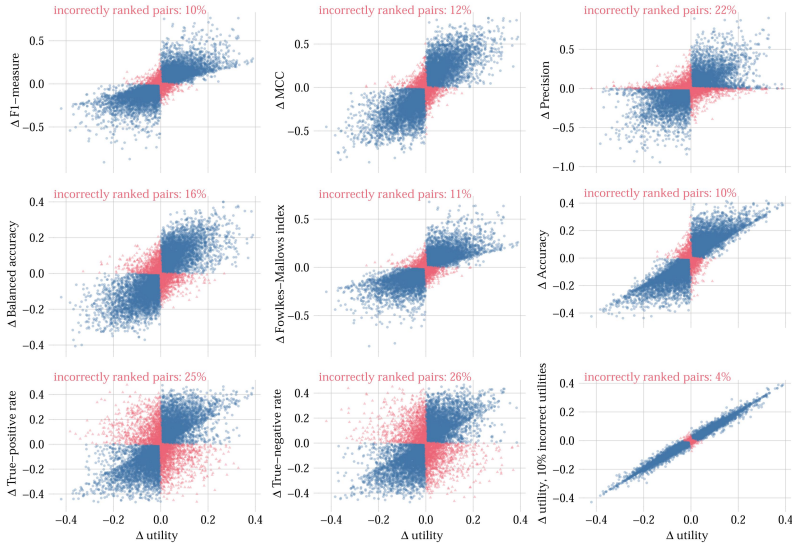 incorrectly ranked pairs: 10%
Δ F1−measure
0.5
0.0
−0.5
incorrectly ranked pairs: 12%
Δ MCC
0.5
0.0
−0.5
incorrectly ranked pairs: 22%
Δ Precision
0.5
0.0
−0.5
−1.0
incorrectly ranked pairs: 16%
Δ Balanced accuracy
0.4
0.2
0.0
−0.2
−0.4
incorrectly ranked pairs: 11%
Δ Fowlkes−Mallows index
0.5
0.0
−0.5
incorrectly ranked pairs: 10%
Δ Accuracy
0.4
0.2
0.0
−0.2
−0.4
incorrectly ranked pairs: 25%
Δ True−positive rate
0.4
0.2
0.0
−0.2
−0.4
−0.4 −0.2 0.0 0.2 0.4
Δ utility
incorrectly ranked pairs: 26%
Δ True−negative rate
0.4
0.2
0.0
−0.2
−0.4
−0.4 −0.2 0.0 0.2 0.4
Δ utility
incorrectly ranked pairs: 4%
Δ utility, 10% incorrect utilities
0.4
0.2
0.0
−0.2
−0.4
−0.4 −0.2 0.0 0.2 0.4
Δ utility